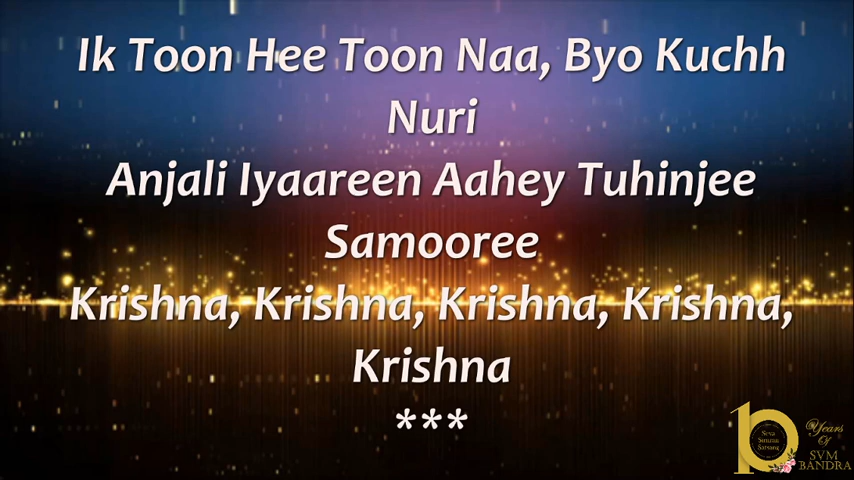 Ik Toon Hee Toon Naa, Byo Kuchh
Nuri
Anjali Iyaareen Aahey Tuhinjee
Samooree
Krishna, Krishna, Krishna, Krishna,
Krishna
***
10
Years
Of
SVM
BANDRA